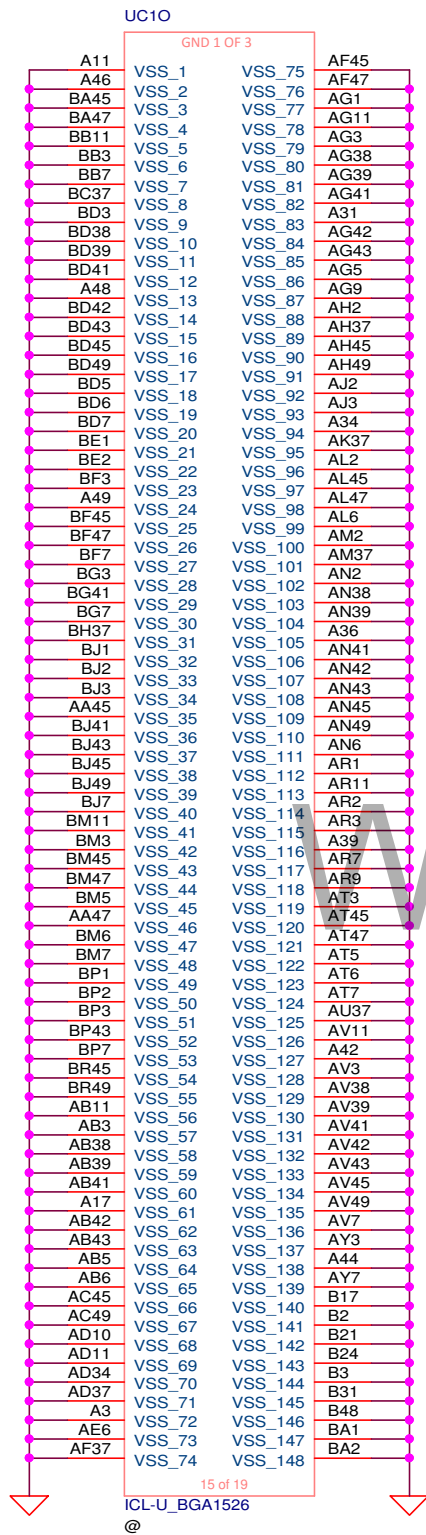 UC1O
GND 1 OF 3
A11 VSS_1 VSS_75 AF45
A46 VSS_2 VSS_76 AF47
BA45 VSS_3 VSS_77 AG1
BA47 VSS_4 VSS_78 AG11
BB11 VSS_5 VSS_79 AG3
BB3 VSS_6 VSS_80 AG38
BB7 VSS_7 VSS_81 AG39
BC37 VSS_8 VSS_82 AG41
BD3 VSS_9 VSS_83 A31
BD38 VSS_10 VSS_84 AG42
BD39 VSS_11 VSS_85 AG43
BD41 VSS_12 VSS_86 AG5
A48 VSS_13 VSS_87 AG9
BD42 VSS_14 VSS_88 AH2
BD43 VSS_15 VSS_89 AH37
BD45 VSS_16 VSS_90 AH45
BD49 VSS_17 VSS_91 AH49
BD5 VSS_18 VSS_92 AJ2
BD6 VSS_19 VSS_93 AJ3
BD7 VSS_20 VSS_94 A34
BE1 VSS_21 VSS_95 AK37
BE2 VSS_22 VSS_96 AL2
BF3 VSS_23 VSS_97 AL45
A49 VSS_24 VSS_98 AL47
BF45 VSS_25 VSS_99 AL6
BF47 VSS_26 VSS_100 AM2
BF7 VSS_27 VSS_101 AM37
BG3 VSS_28 VSS_102 AN2
BG41 VSS_29 VSS_103 AN38
BG7 VSS_30 VSS_104 AN39
BH37 VSS_31 VSS_105 A36
BJ1 VSS_32 VSS_106 AN41
BJ2 VSS_33 VSS_107 AN42
BJ3 VSS_34 VSS_108 AN43
AA45 VSS_35 VSS_109 AN45
BJ41 VSS_36 VSS_110 AN49
BJ43 VSS_37 VSS_111 AN6
BJ45 VSS_38 VSS_112 AR1
BJ49 VSS_39 VSS_113 AR11
BJ7 VSS_40 VSS_114 AR2
BM11 VSS_41 VSS_115 AR3
BM3 VSS_42 VSS_116 A39
BM45 VSS_43 VSS_117 AR7
BM47 VSS_44 VSS_118 AR9
BM5 VSS_45 VSS_119 AT3
AA47 VSS_46 VSS_120 AT45
BM6 VSS_47 VSS_121 AT47
BM7 VSS_48 VSS_122 AT5
BP1 VSS_49 VSS_123 AT6
BP2 VSS_50 VSS_124 AT7
BP3 VSS_51 VSS_125 AU37
BP43 VSS_52 VSS_126 AV11
BP7 VSS_53 VSS_127 A42
BR45 VSS_54 VSS_128 AV3
BR49 VSS_55 VSS_129 AV38
AB11 VSS_56 VSS_130 AV39
AB3 VSS_57 VSS_131 AV41
AB38 VSS_58 VSS_132 AV42
AB39 VSS_59 VSS_133 AV43
AB41 VSS_60 VSS_134 AV45
A17 VSS_61 VSS_135 AV49
AB42 VSS_62 VSS_136 AV7
AB43 VSS_63 VSS_137 AY3
AB5 VSS_64 VSS_138 A44
AB6 VSS_65 VSS_139 AY7
AC45 VSS_66 VSS_140 B17
AC49 VSS_67 VSS_141 B2
AD10 VSS_68 VSS_142 B21
AD11 VSS_69 VSS_143 B24
AD34 VSS_70 VSS_144 B3
AD37 VSS_71 VSS_145 B31
A3 VSS_72 VSS_146 B48
AE6 VSS_73 VSS_147 BA1
AF37 VSS_74 VSS_148 BA2
15 of 19
ICL-U_BGA1526
@